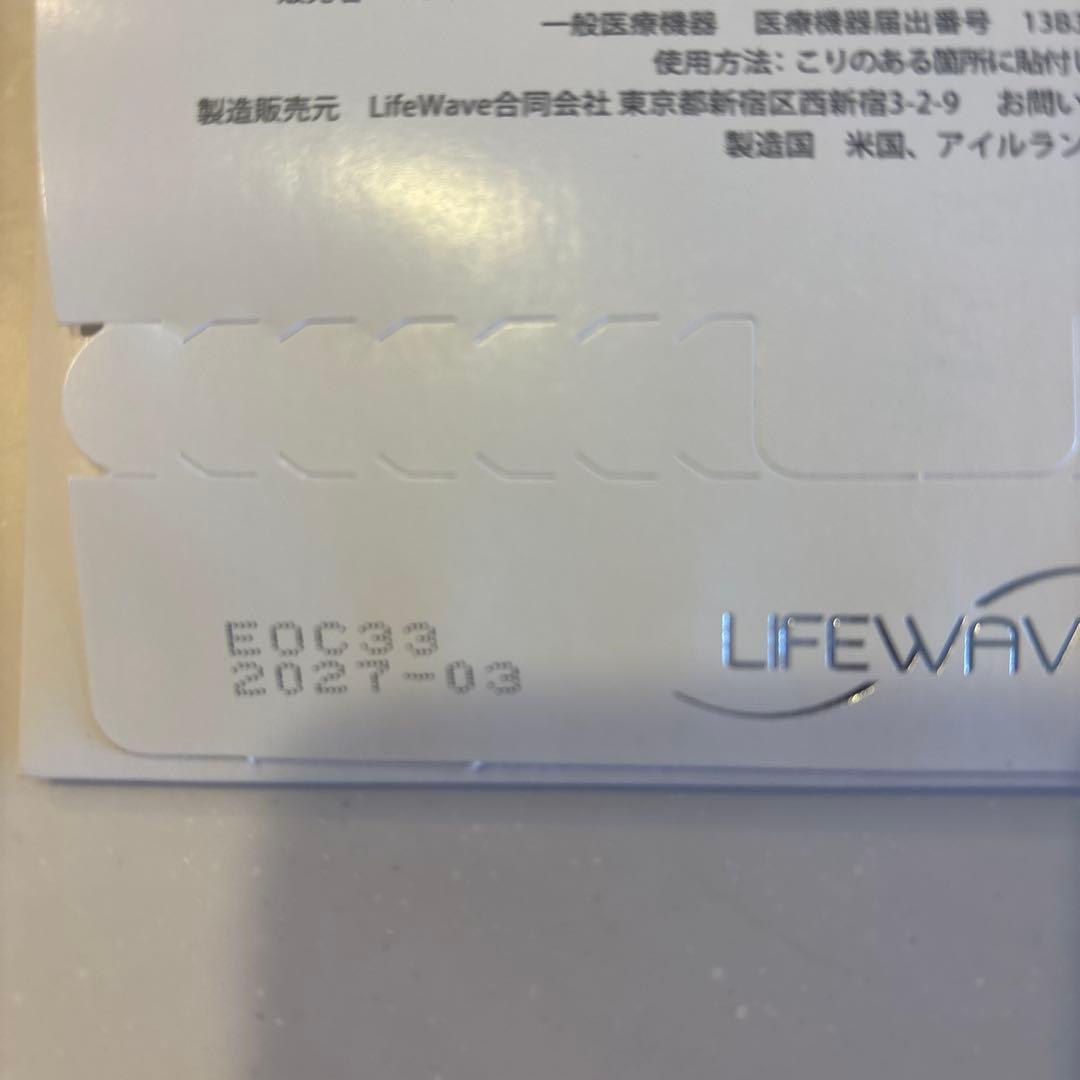 一般医療機器 医療機器届出番号 13B3
使用方法：こりのある箇所に貼付し
製造販売元 LifeWave合同会社 東京都新宿区西新宿3-2-9 お問い
製造国 米国、アイルラン
EOC33
2027-03
LIFEWAV